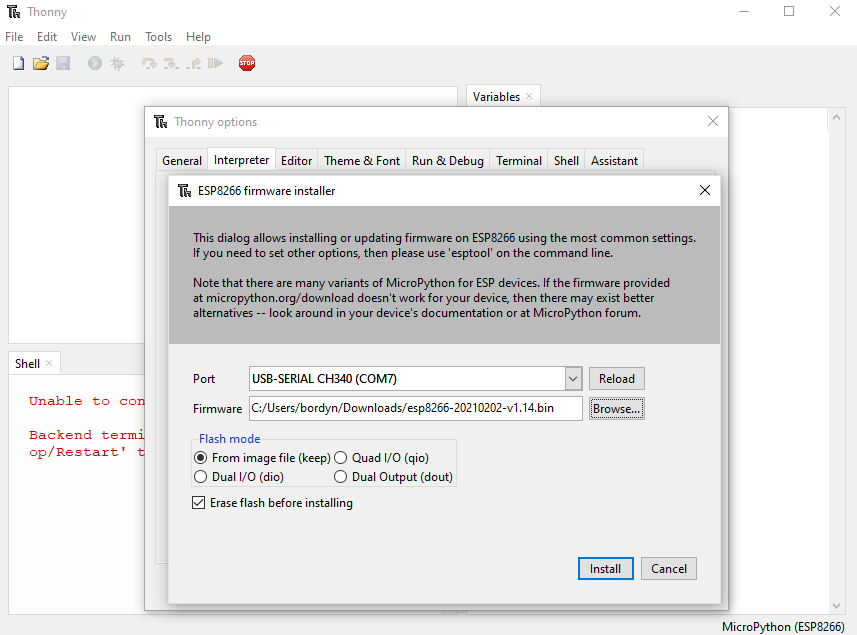 Thonny
File Edit View Run Tools Help
STOP
Variables
Thonny options
General Interpreter Editor Theme & Font Run & Debug Terminal Shell Assistant
ESP8266 firmware installer
This dialog allows installing or updating firmware on ESP8266 using the most common settings.
If you need to set other options, then please use 'esptool' on the command line.
Note that there are many variants of MicroPython for ESP devices. If the firmware provided
at micropython.org/download doesn't work for your device, then there may exist better
alternatives -- look around in your device's documentation or at MicroPython forum.
Shell
Unable to con
Backend termi
op/Restart' t
Port USB-SERIAL CH340 (COM7) Reload
Firmware C:/Users/bordyn/Downloads/esp8266-20210202-v1.14.bin Browse...
Flash mode
From image file (keep) Quad I/O (qio)
Dual I/O (dio) Dual Output (dout)
Erase flash before installing
Install Cancel
MicroPython (ESP8266)